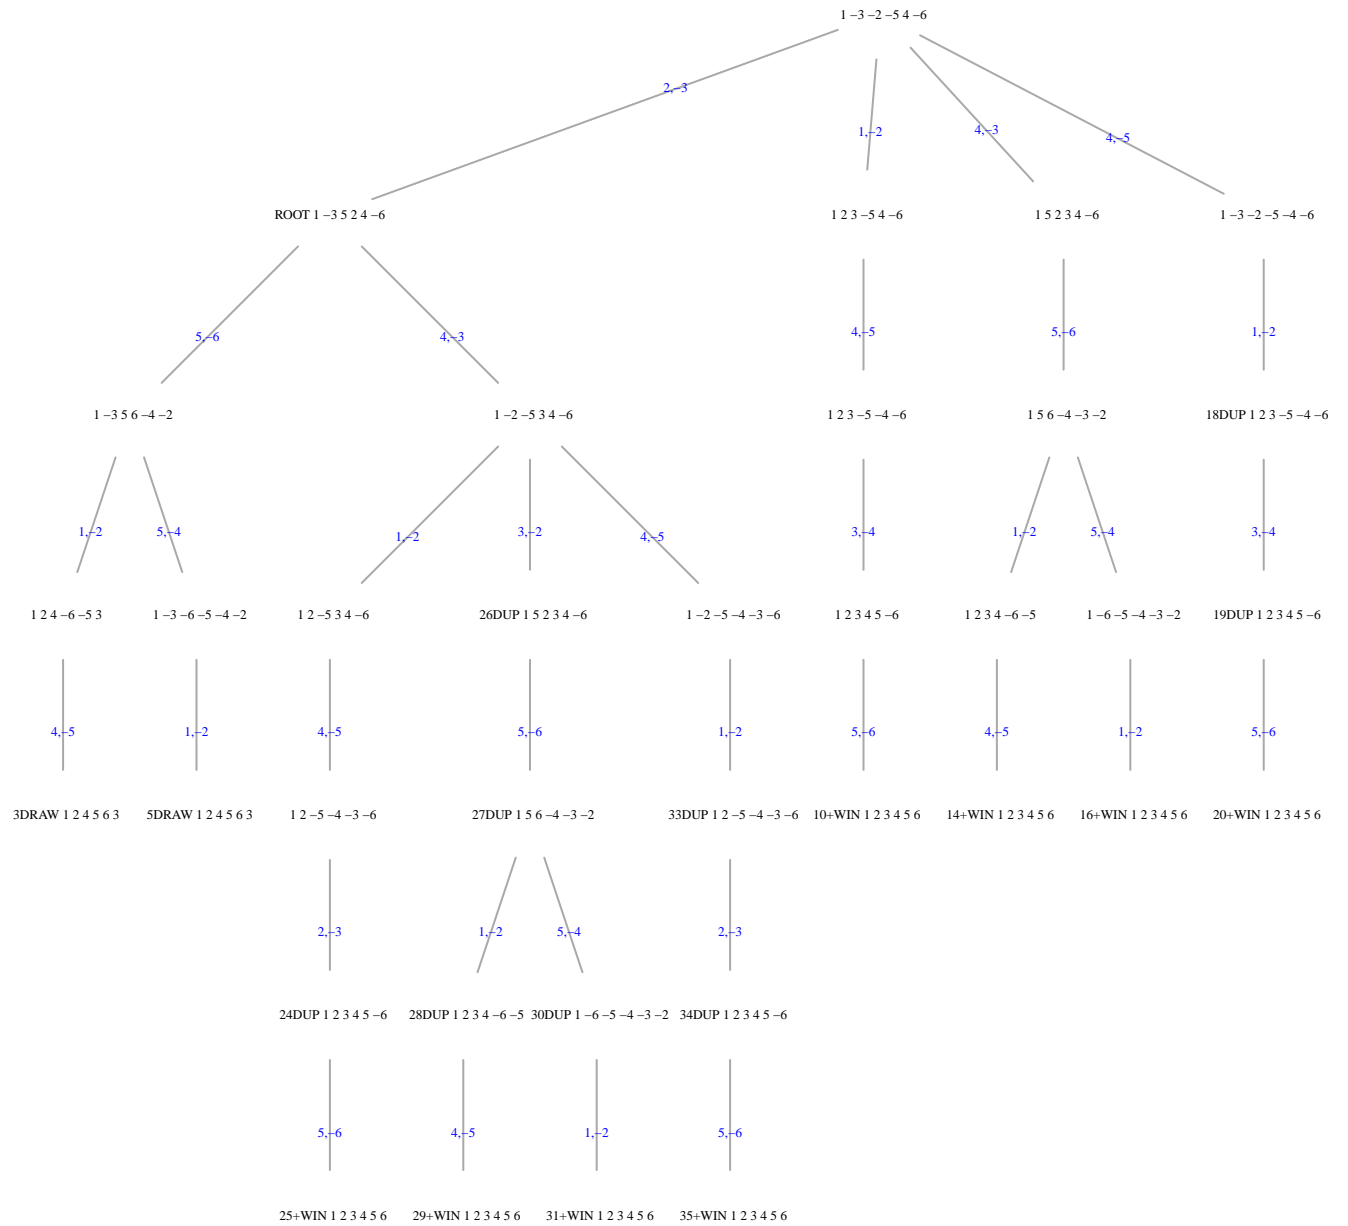 1 −3 −2 −5 4 −6
2,−3
1,−2
4,−3
4,−5
ROOT 1 −3 5 2 4 −6
1 2 3 −5 4 −6
1 5 2 3 4 −6
1 −3 −2 −5 −4 −6
5,−6
4,−3
4,−5
5,−6
1,−2
1 −3 5 6 −4 −2
1 −2 −5 3 4 −6
1 2 3 −5 −4 −6
1 5 6 −4 −3 −2
18DUP 1 2 3 −5 −4 −6
1,−2
5,−4
1,−2
3,−2
4,−5
3,−4
1,−2
5,−4
3,−4
1 2 4 −6 −5 3
1 −3 −6 −5 −4 −2
1 2 −5 3 4 −6
26DUP 1 5 2 3 4 −6
1 −2 −5 −4 −3 −6
1 2 3 4 5 −6
1 2 3 4 −6 −5
1 −6 −5 −4 −3 −2
19DUP 1 2 3 4 5 −6
4,−5
1,−2
4,−5
5,−6
1,−2
5,−6
4,−5
1,−2
5,−6
3DRAW 1 2 4 5 6 3
5DRAW 1 2 4 5 6 3
1 2 −5 −4 −3 −6
27DUP 1 5 6 −4 −3 −2
33DUP 1 2 −5 −4 −3 −6
10+WIN 1 2 3 4 5 6
14+WIN 1 2 3 4 5 6
16+WIN 1 2 3 4 5 6
20+WIN 1 2 3 4 5 6
2,−3
1,−2
5,−4
2,−3
24DUP 1 2 3 4 5 −6
28DUP 1 2 3 4 −6 −5
30DUP 1 −6 −5 −4 −3 −2
34DUP 1 2 3 4 5 −6
5,−6
4,−5
1,−2
5,−6
25+WIN 1 2 3 4 5 6
29+WIN 1 2 3 4 5 6
31+WIN 1 2 3 4 5 6
35+WIN 1 2 3 4 5 6